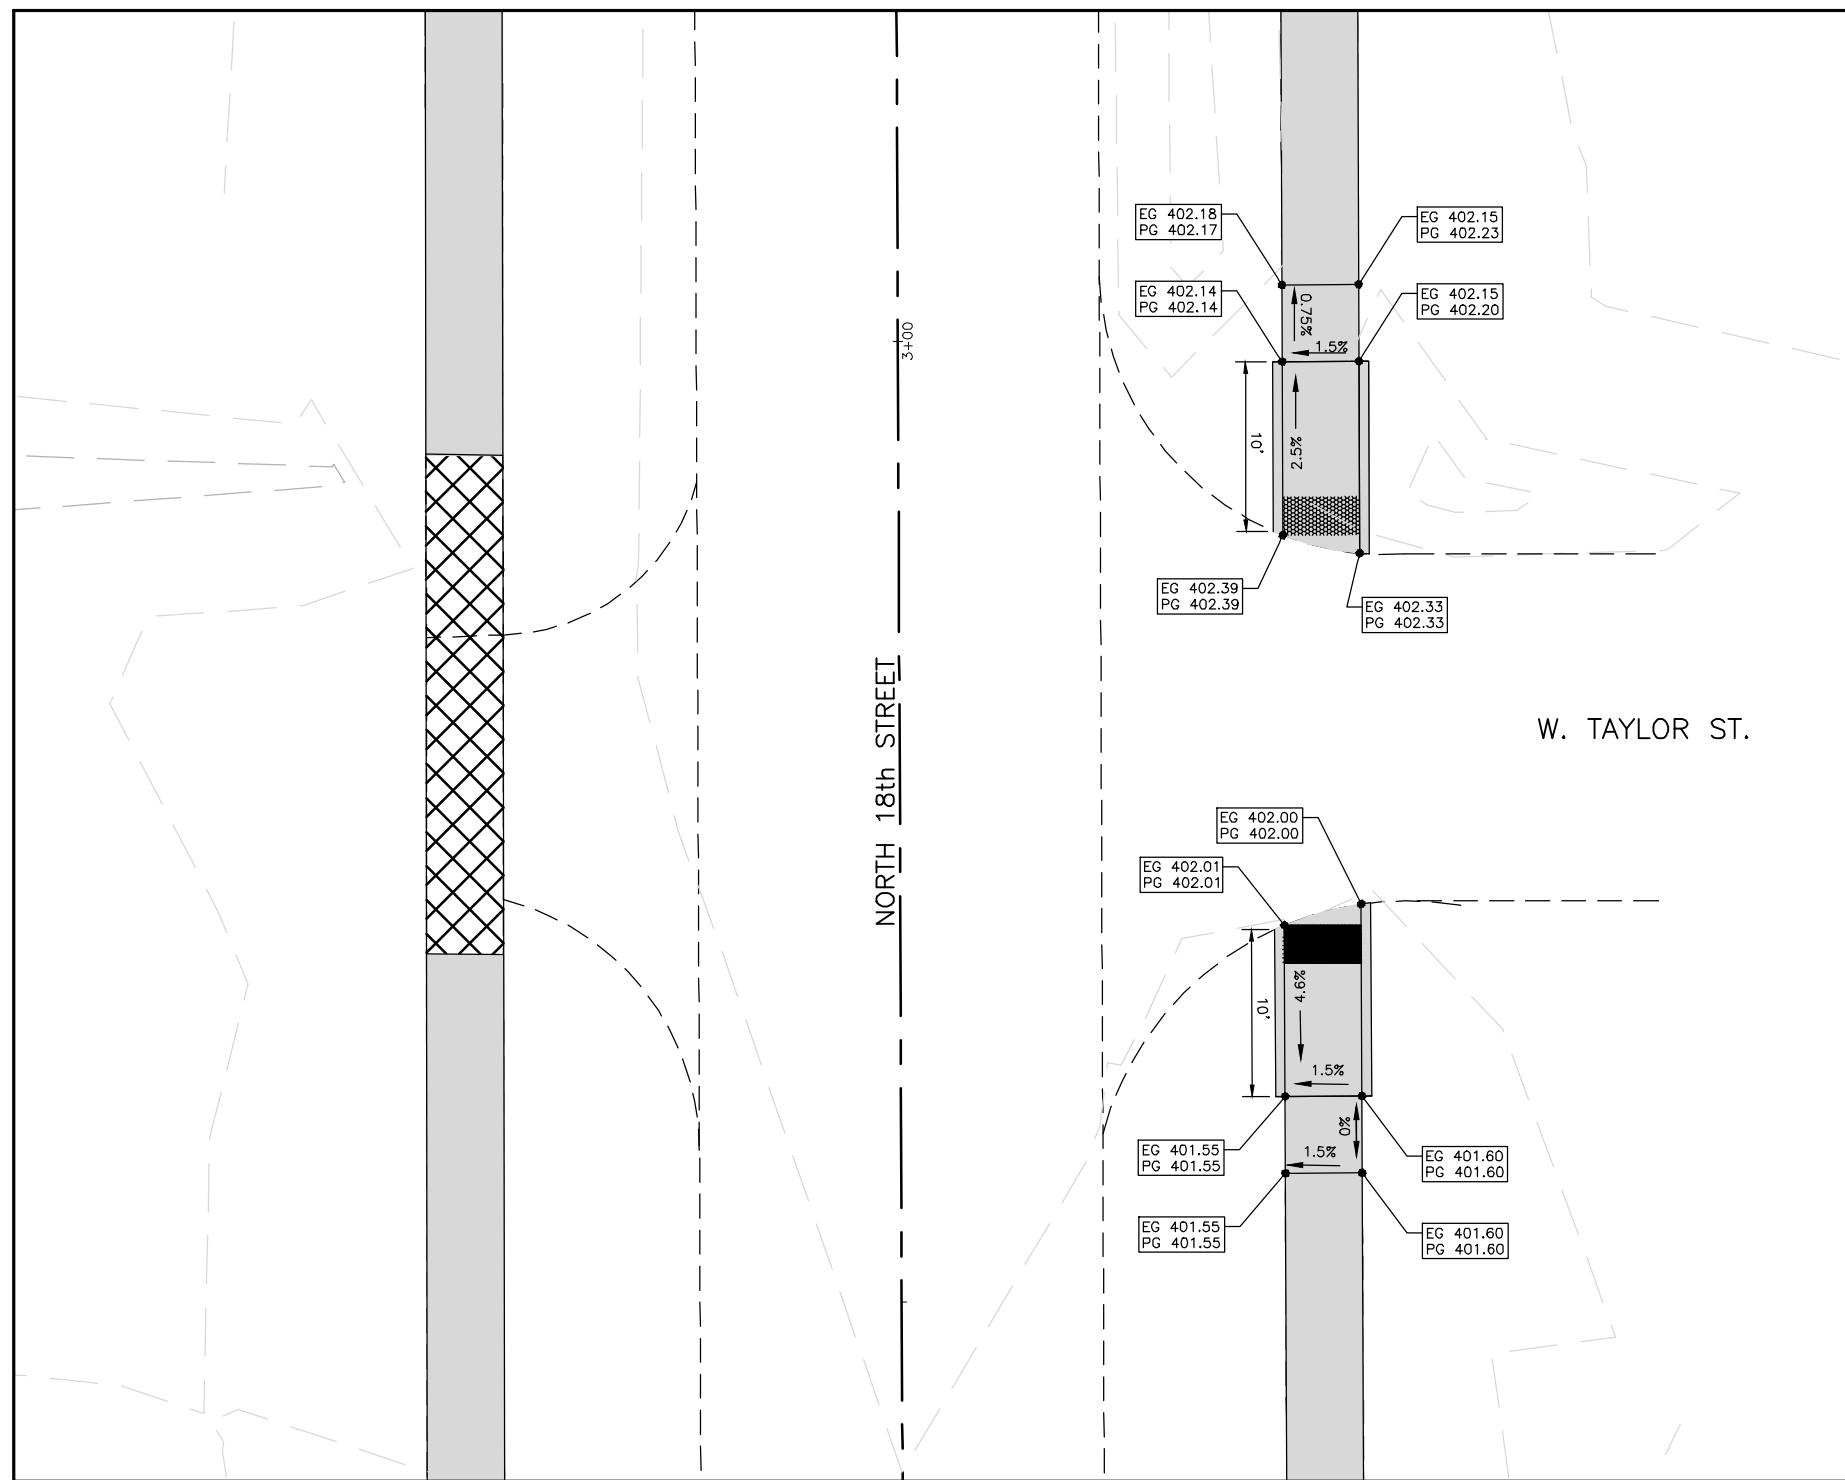 EG 402.18
PG 402.17
EG 402.15
PG 402.23
EG 402.14
PG 402.14
EG 402.15
PG 402.20
0.75%
1.5%
3+00
10'
2.5%
EG 402.39
PG 402.39
EG 402.33
PG 402.33
NORTH 18th STREET
W. TAYLOR ST.
EG 402.00
PG 402.00
EG 402.01
PG 402.01
4.6%
10'
1.5%
0%
EG 401.55
PG 401.55
1.5%
EG 401.60
PG 401.60
EG 401.55
PG 401.55
EG 401.60
PG 401.60